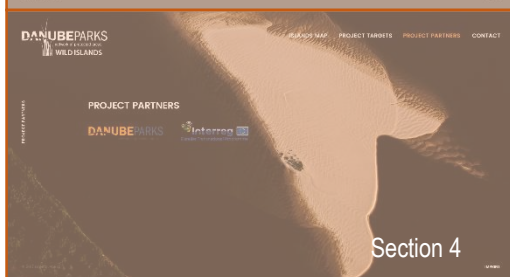 DANUBEPARKS
WILD ISLANDS
ISLANDS MAP PROJECT TARGETS PROJECT PARTNERS CONTACT
PROJECT PARTNERS
PROJECT PARTNERS
DANUBEPARKS Interreg
Section 4